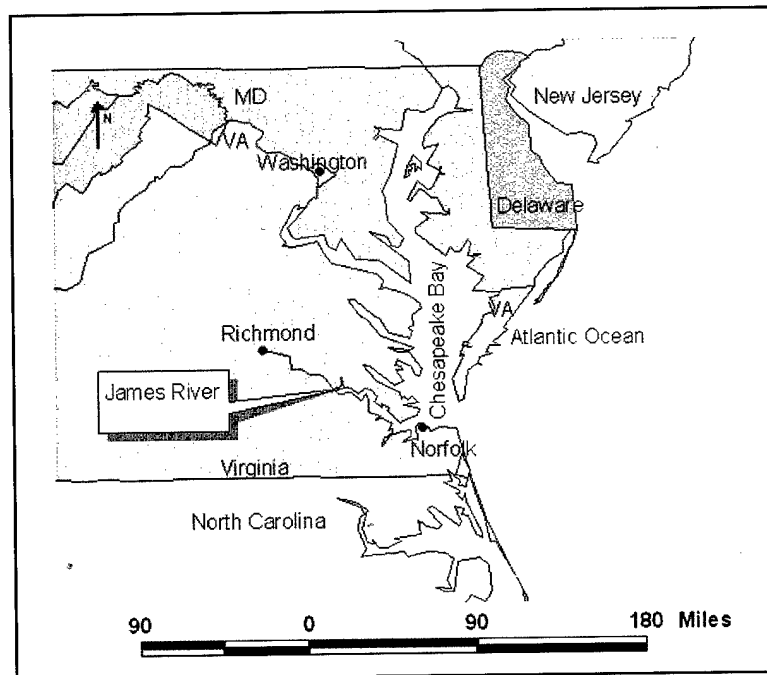 MD
New Jersey
N
VA
Washington
Delaware
Chesapeake Bay
VA
Richmond
Atlantic Ocean
James River
Norfolk
Virginia
North Carolina
90 0 90 180 Miles